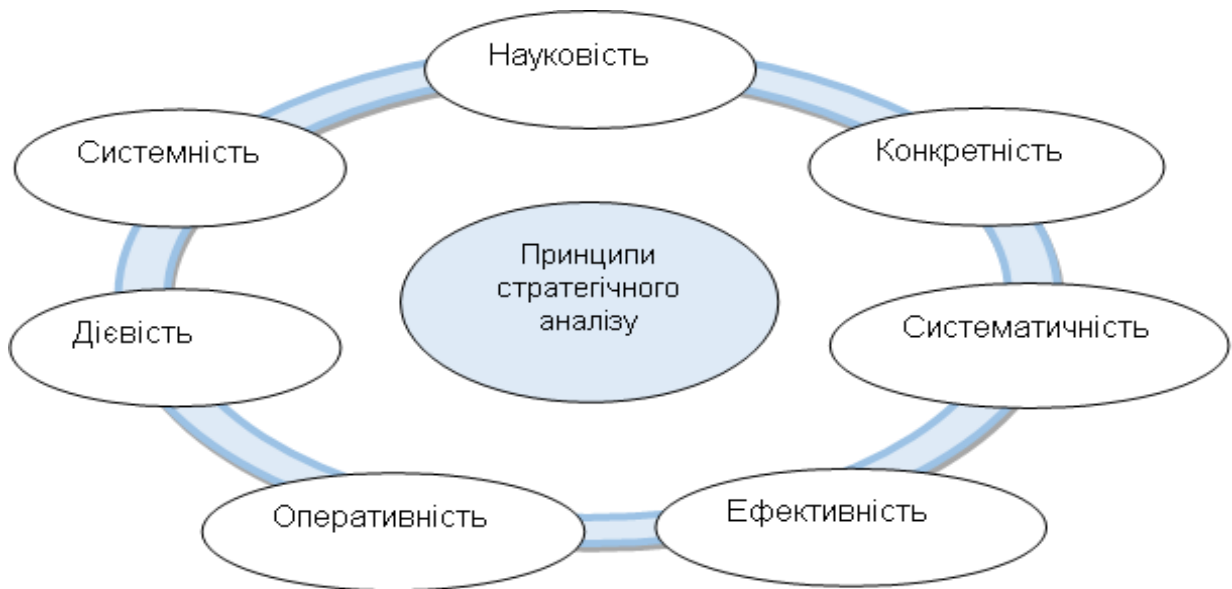 Науковість
Системність
Конкретність
Принципи
стратегічного
аналізу
Дієвість
Систематичність
Оперативність
Ефективність